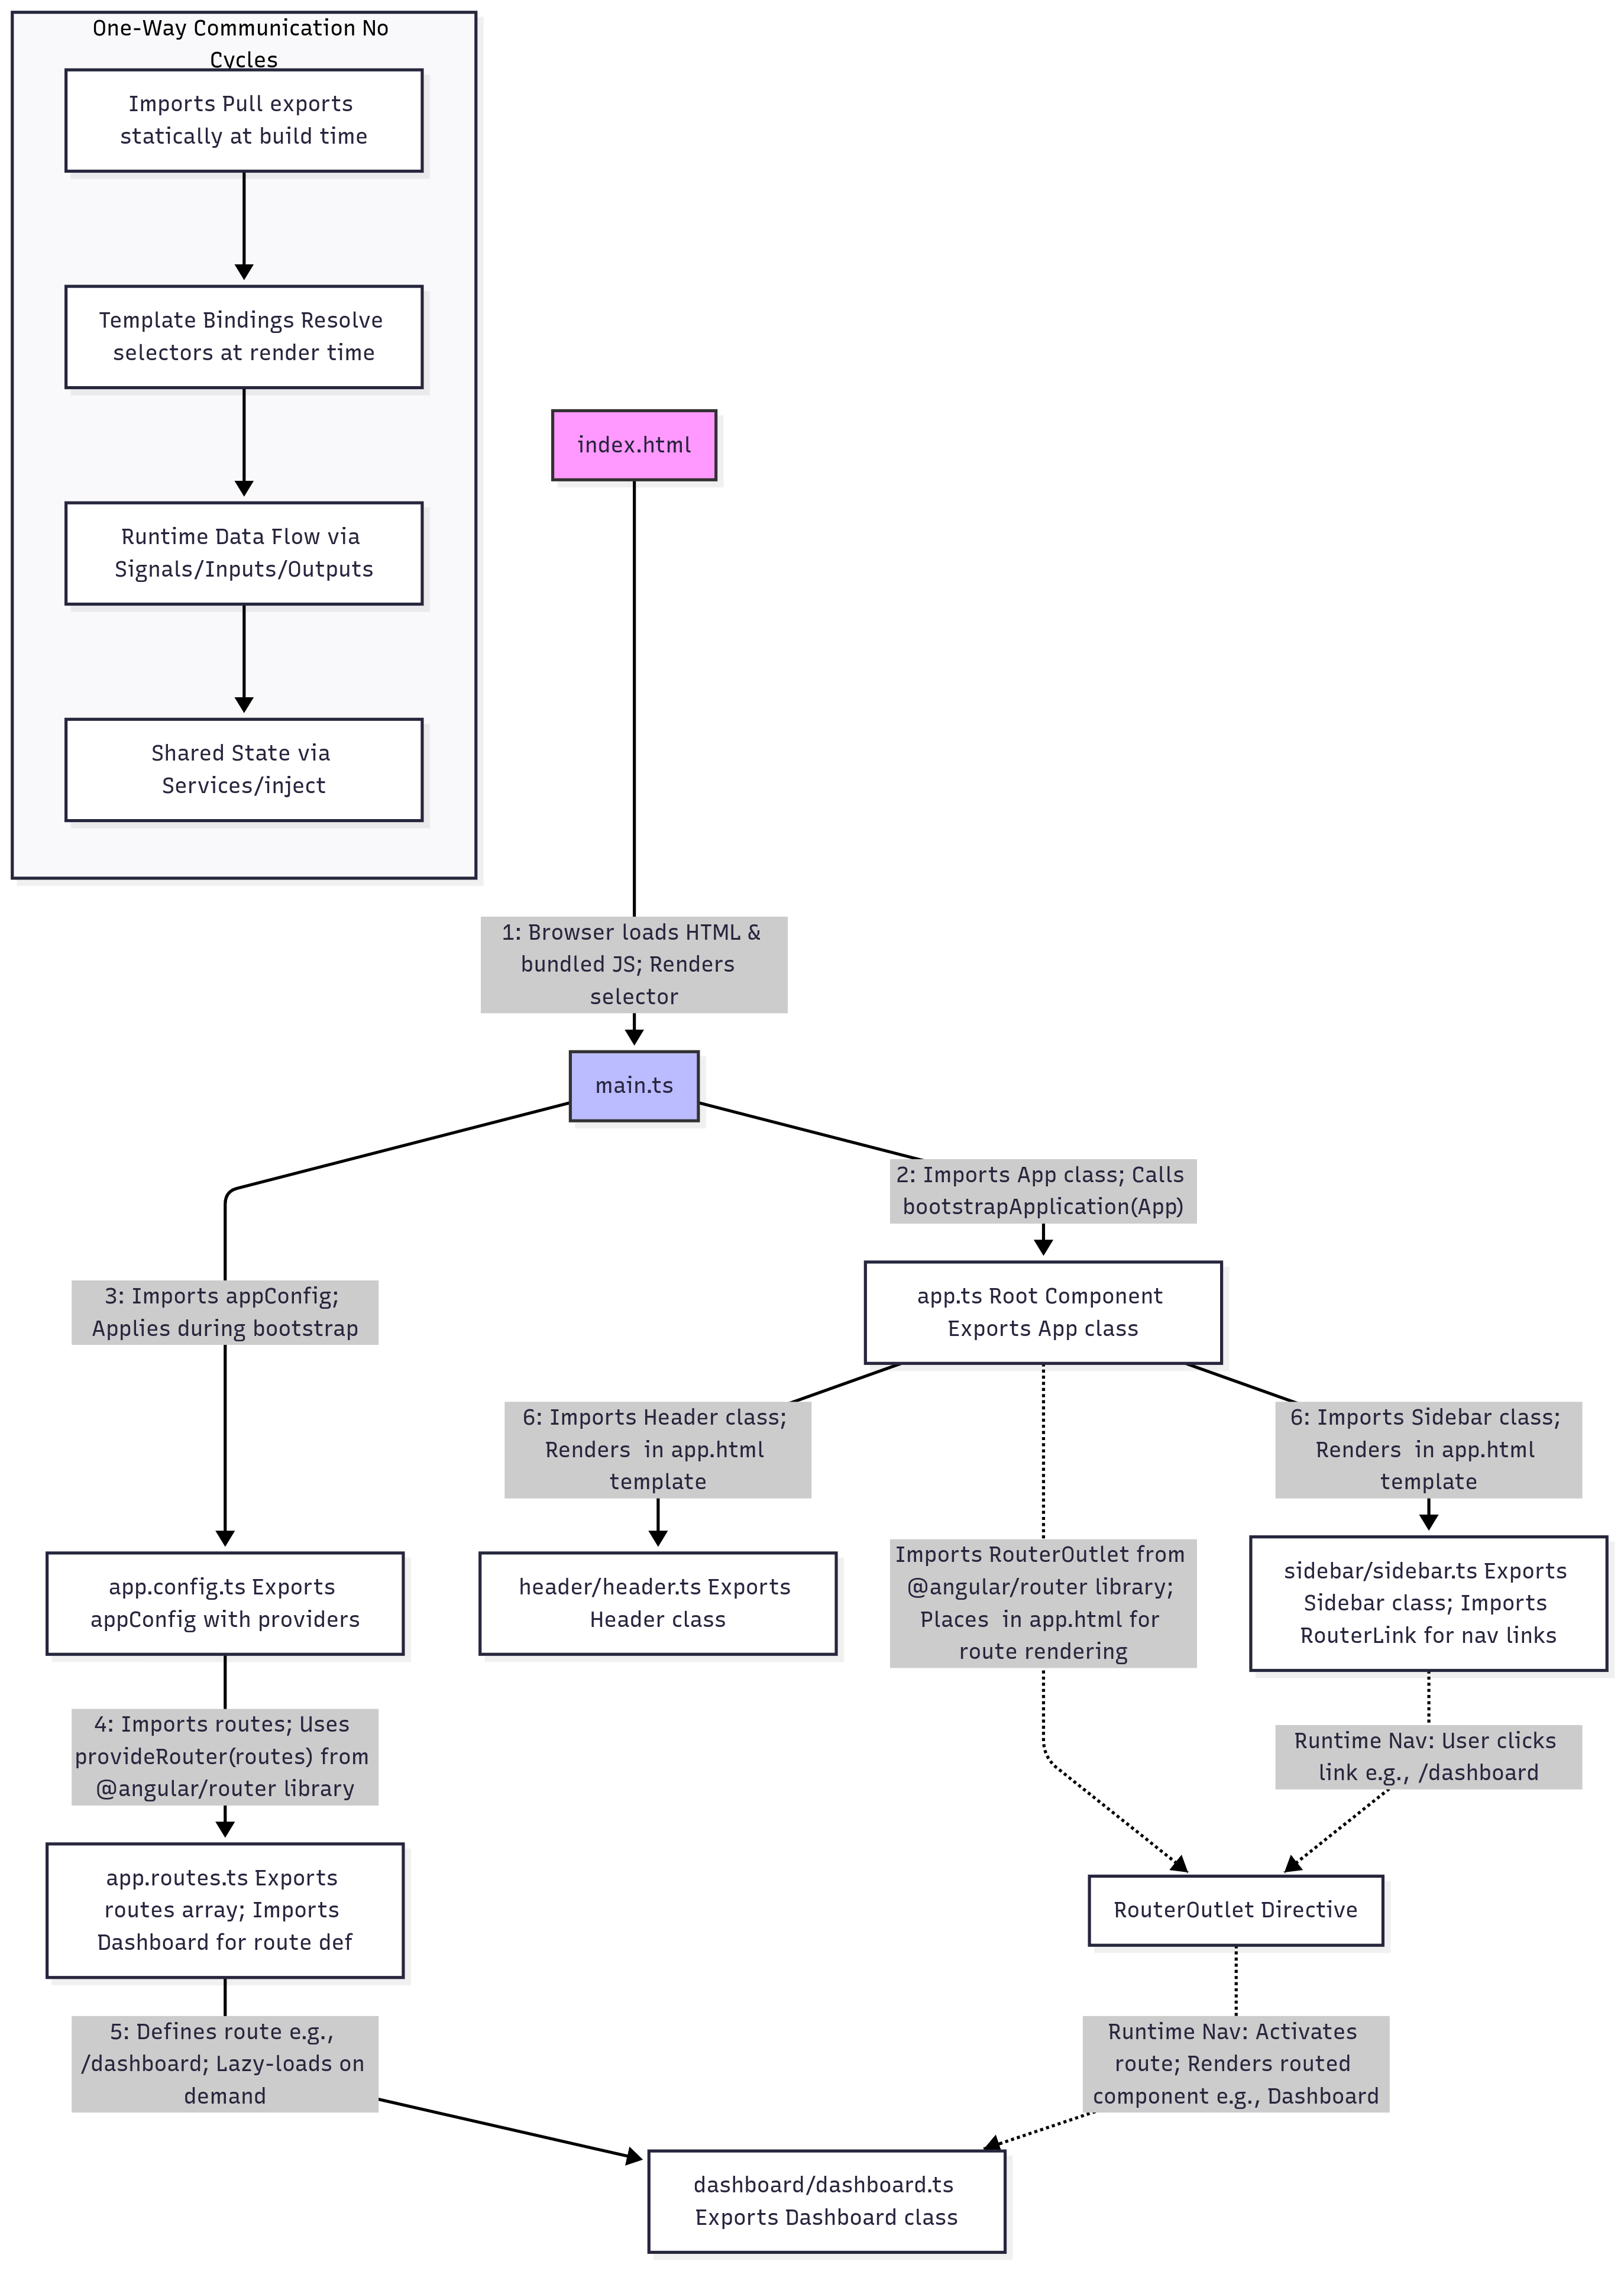 One-Way Communication No
Cycles
Imports Pull exports
statically at build time
Template Bindings Resolve
selectors at render time
Runtime Data Flow via
Signals/Inputs/Outputs
Shared State via
Services/inject
index.html
1: Browser loads HTML &
bundled JS; Renders
selector
main.ts
2: Imports App class; Calls
bootstrapApplication(App)
3: Imports appConfig;
Applies during bootstrap
app.ts Root Component
Exports App class
6: Imports Header class;
Renders  in app.html
template
6: Imports Sidebar class;
Renders  in app.html
template
app.config.ts Exports
appConfig with providers
header/header.ts Exports
Header class
Imports RouterOutlet from
@angular/router library;
Places  in app.html for
route rendering
sidebar/sidebar.ts Exports
Sidebar class; Imports
RouterLink for nav links
4: Imports routes; Uses
provideRouter(routes) from
@angular/router library
Runtime Nav: User clicks
link e.g., /dashboard
app.routes.ts Exports
routes array; Imports
Dashboard for route def
RouterOutlet Directive
5: Defines route e.g.,
/dashboard; Lazy-loads on
demand
Runtime Nav: Activates
route; Renders routed
component e.g., Dashboard
dashboard/dashboard.ts
Exports Dashboard class